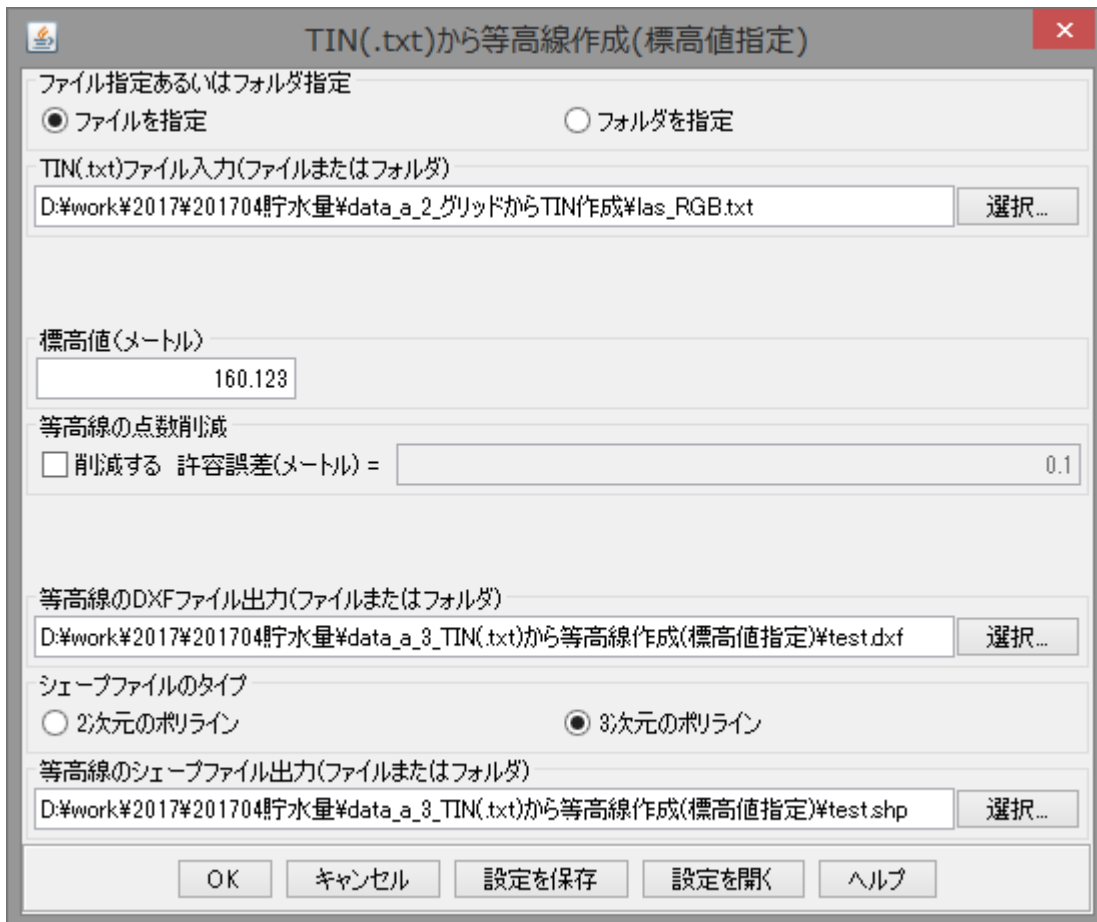 TIN(.txt)から等高線作成(標高値指定)
ファイル指定あるいはフォルダ指定
ファイルを指定 フォルダを指定
TIN(.txt)ファイル入力(ファイルまたはフォルダ)
D:¥work¥2017¥201704貯水量¥data_a_2_グリッドからTIN作成¥las_RGB.txt 選択...
標高値(メートル)
160.123
等高線の点数削減
削減する 許容誤差(メートル) = 0.1
等高線のDXFファイル出力(ファイルまたはフォルダ)
D:¥work¥2017¥201704貯水量¥data_a_3_TIN(.txt)から等高線作成(標高値指定)¥test.dxf 選択...
シェープファイルのタイプ
2次元のポリライン 3次元のポリライン
等高線のシェープファイル出力(ファイルまたはフォルダ)
D:¥work¥2017¥201704貯水量¥data_a_3_TIN(.txt)から等高線作成(標高値指定)¥test.shp 選択...
OK キャンセル 設定を保存 設定を開く ヘルプ